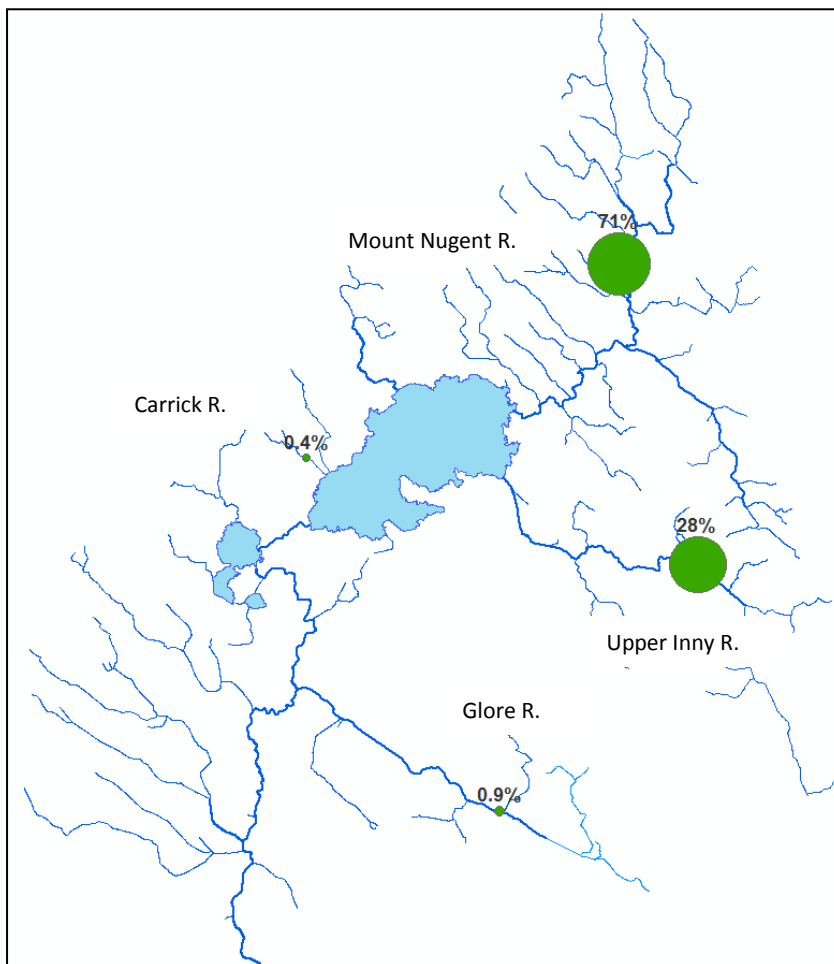 71%
Mount Nugent R.
Carrick R.
0.4%
28%
Upper Inny R.
Glore R.
0.9%